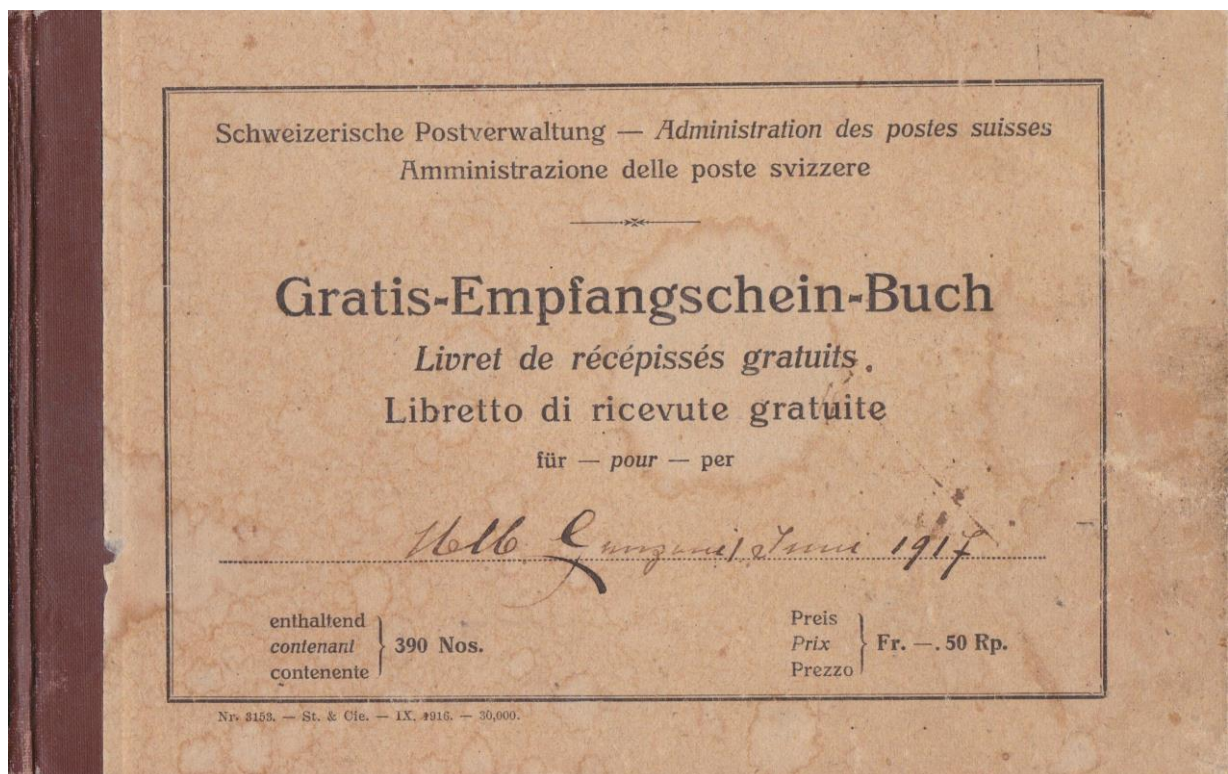 Schweizerische Postverwaltung — Administration des postes suisses
Amministrazione delle poste svizzere
Gratis-Empfangschein-Buch
Livret de récépissés gratuits.
Libretto di ricevute gratuite
für — pour — per
Juni 1917
enthaltend
contenant
contenente
390 Nos.
Preis
Prix
Prezzo
Fr. —. 50 Rp.
Nr. 3153. — St. & Cie. — IX. 1916. — 30,000.